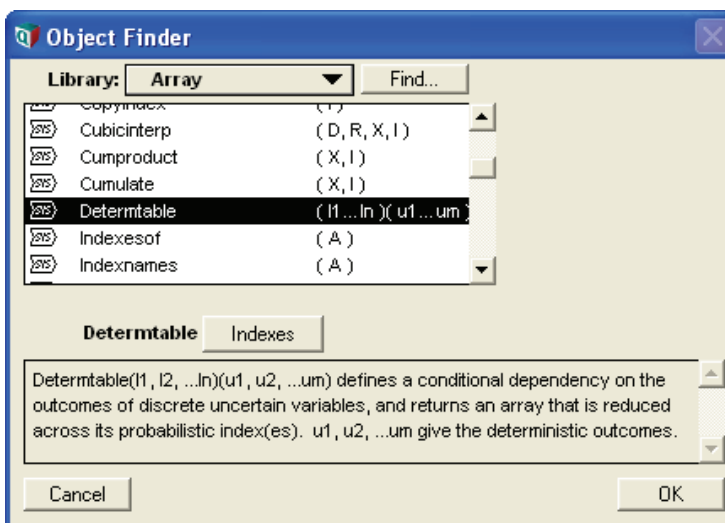 Object Finder
Library: Array Find...
Copyindex ( I )
Cubicinterp ( D, R, X, I )
Cumproduct ( X, I )
Cumulate ( X, I )
Determtable ( I1 ... In )( u1 ... um )
Indexesof ( A )
Indexnames ( A )
Determtable Indexes
Determtable(I1, I2, ...In)(u1, u2, ...um) defines a conditional dependency on the
outcomes of discrete uncertain variables, and returns an array that is reduced
across its probabilistic index(es). u1, u2, ...um give the deterministic outcomes.
Cancel OK